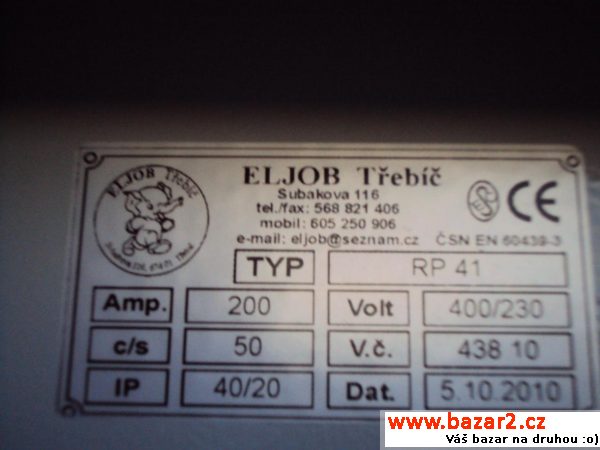 ELJOB Třebíč
ELJOB Třebíč
Subakova 116
tel./fax: 568 821 406
mobil: 605 250 906
e-mail: eljob@seznam.cz ČSN EN 60439-3
CE
TYP RP 41
Amp. 200 Volt 400/230
c/s 50 V.č. 438 10
IP 40/20 Dat. 5.10.2010
www.bazar2.cz
Váš bazar na druhou :o)